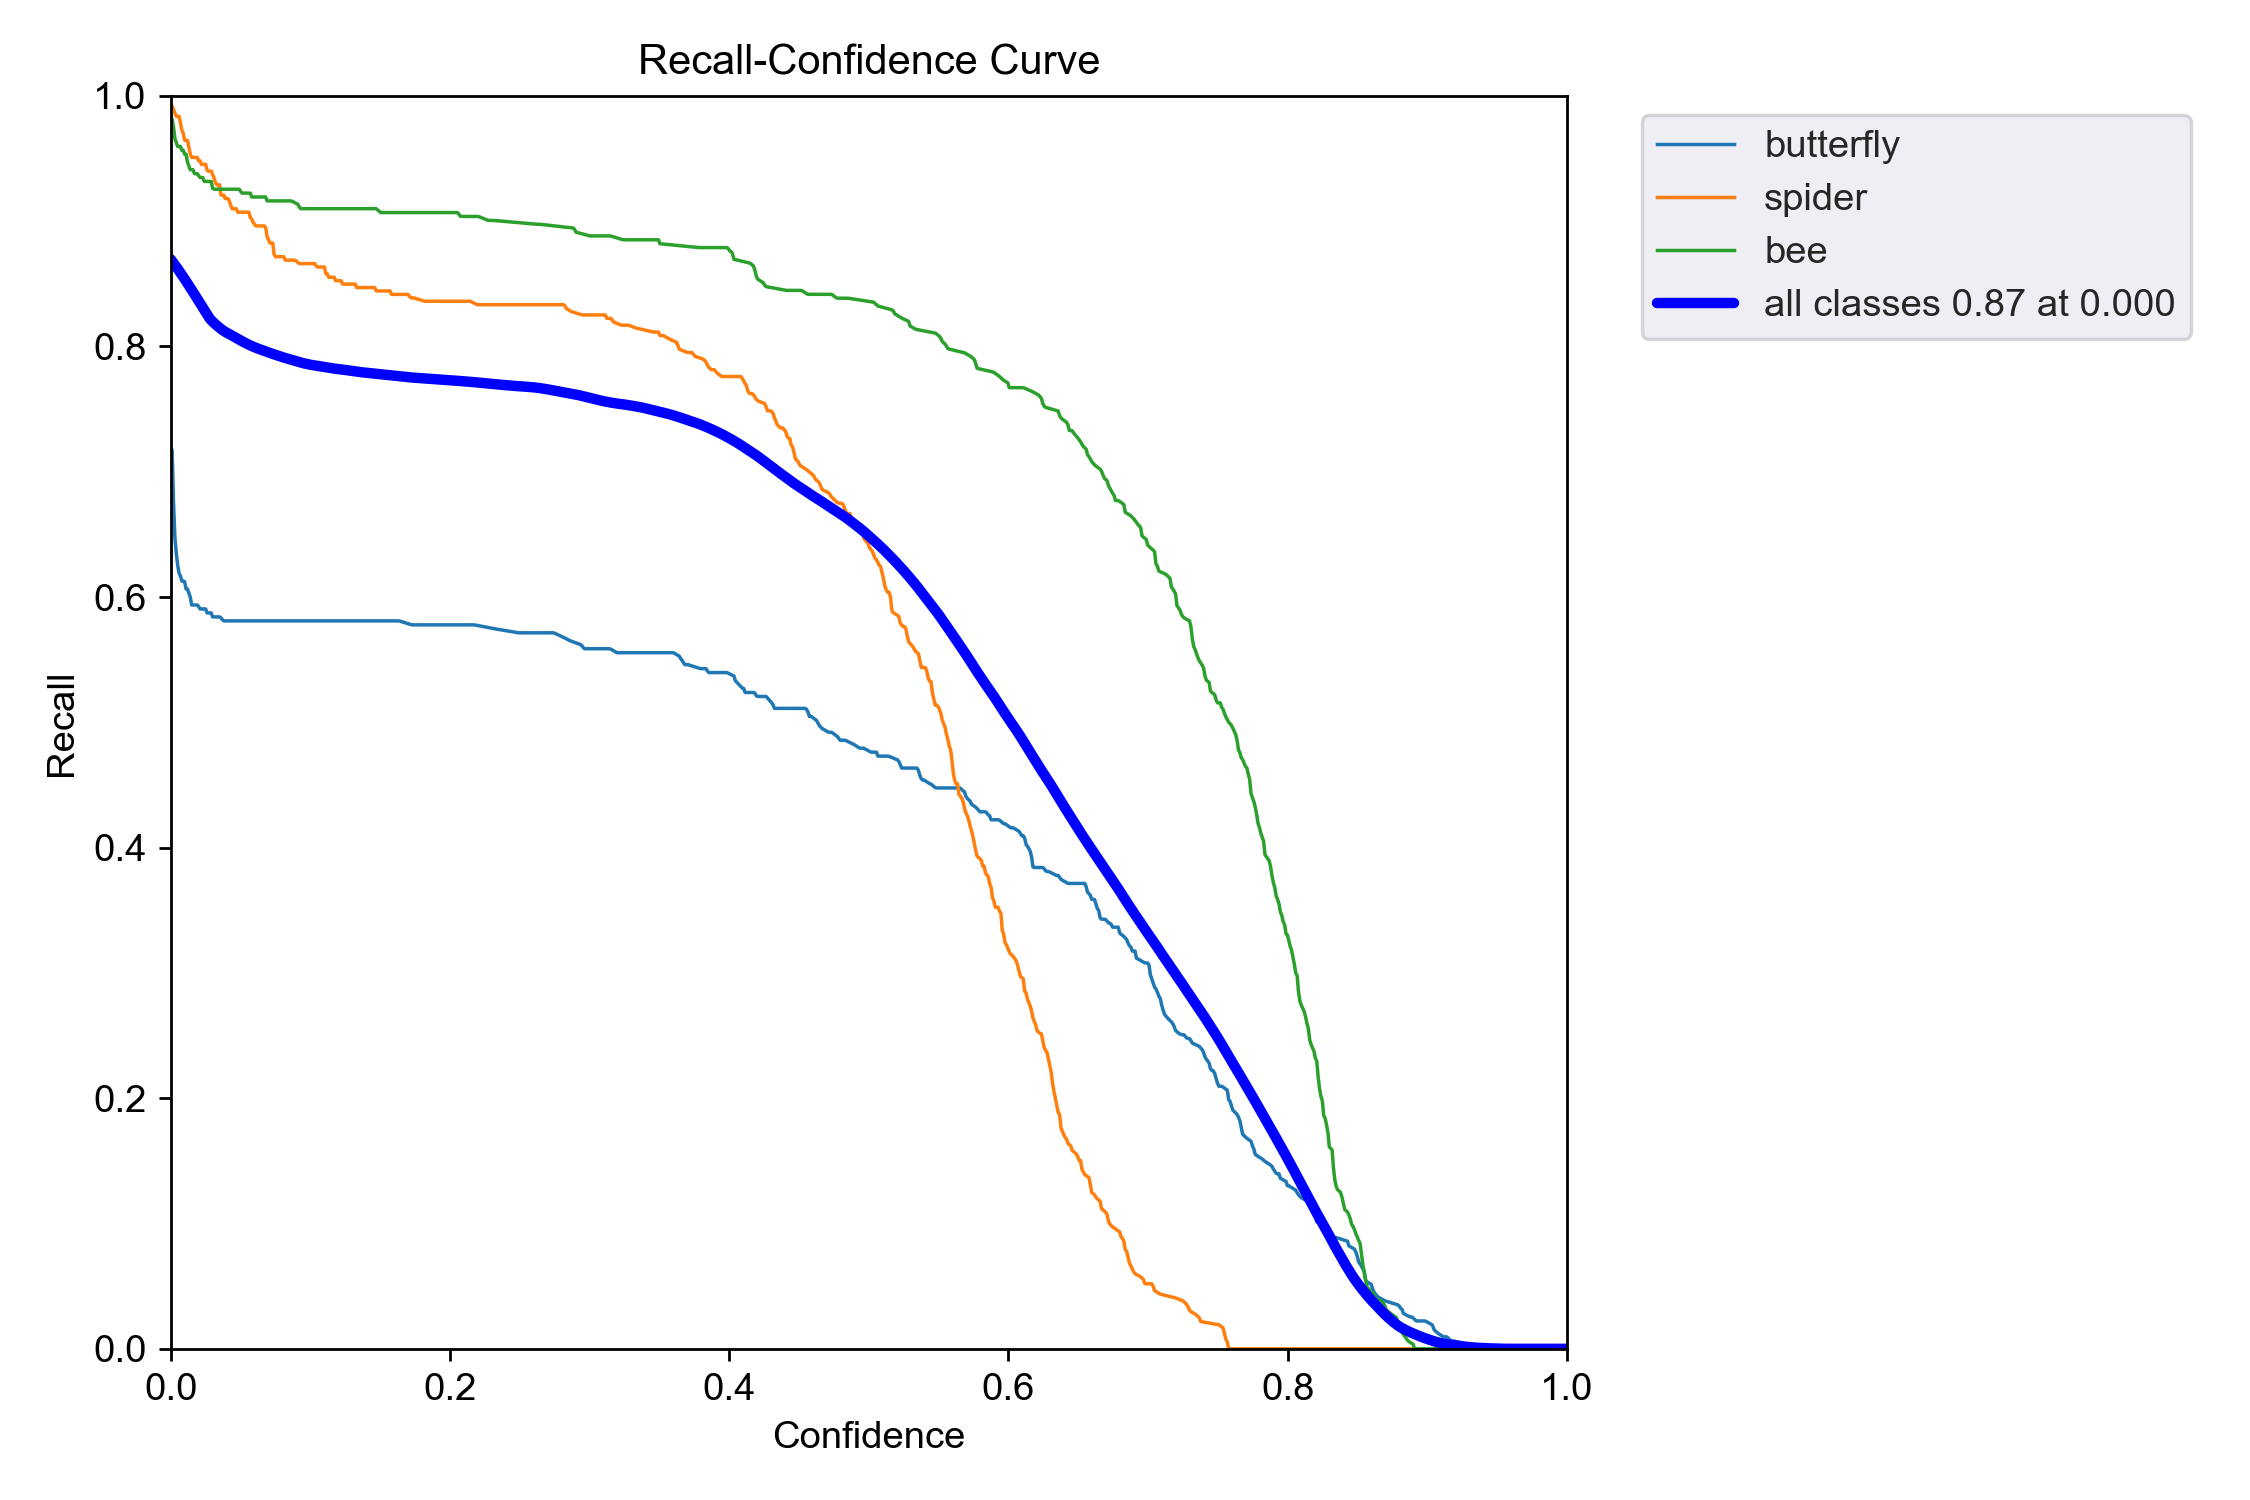 Recall-Confidence Curve
1.0
0.8
0.6
0.4
0.2
0.0
Recall
0.0 0.2 0.4 0.6 0.8 1.0
Confidence
butterfly
spider
bee
all classes 0.87 at 0.000